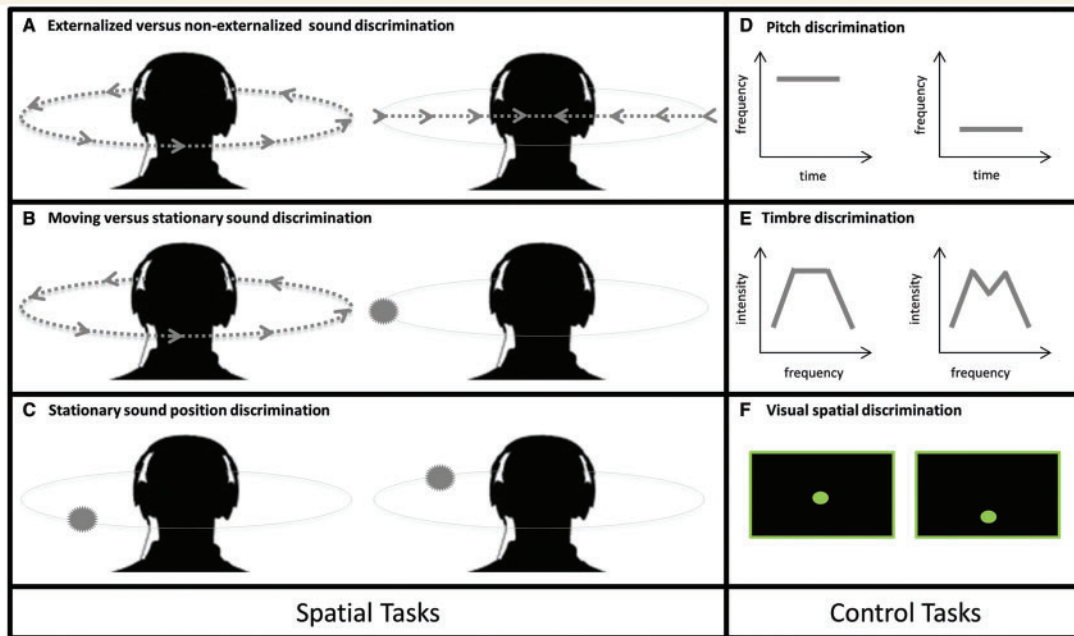 A Externalized versus non-externalized sound discrimination
B Moving versus stationary sound discrimination
C Stationary sound position discrimination
Spatial Tasks
D Pitch discrimination
frequency
time
frequency
time
E Timbre discrimination
intensity
frequency
intensity
frequency
F Visual spatial discrimination
Control Tasks